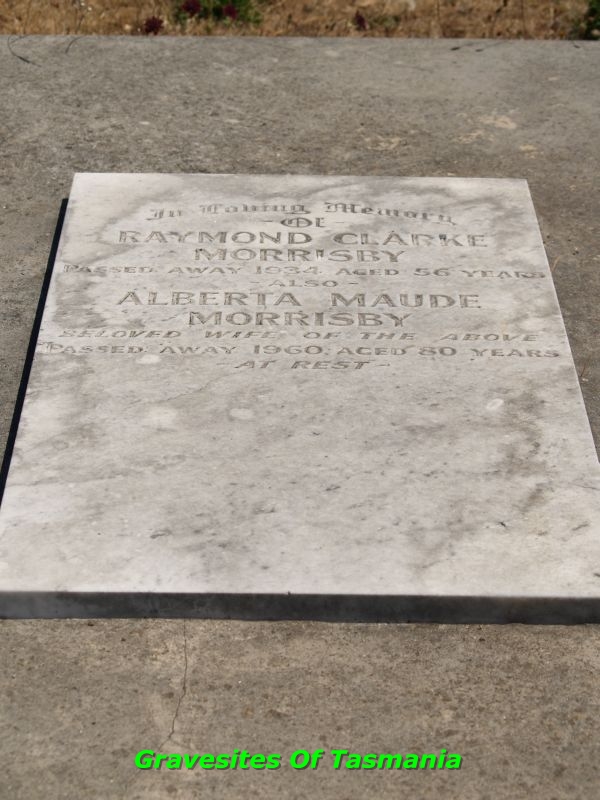 In Loving Memory
- Of -
RAYMOND CLARKE
MORRISBY
PASSED AWAY 1934. AGED 56 YEARS
- ALSO -
ALBERTA MAUDE
MORRISBY
BELOVED WIFE OF THE ABOVE
PASSED AWAY 1960. AGED 80 YEARS
- AT REST -
Gravesites Of Tasmania